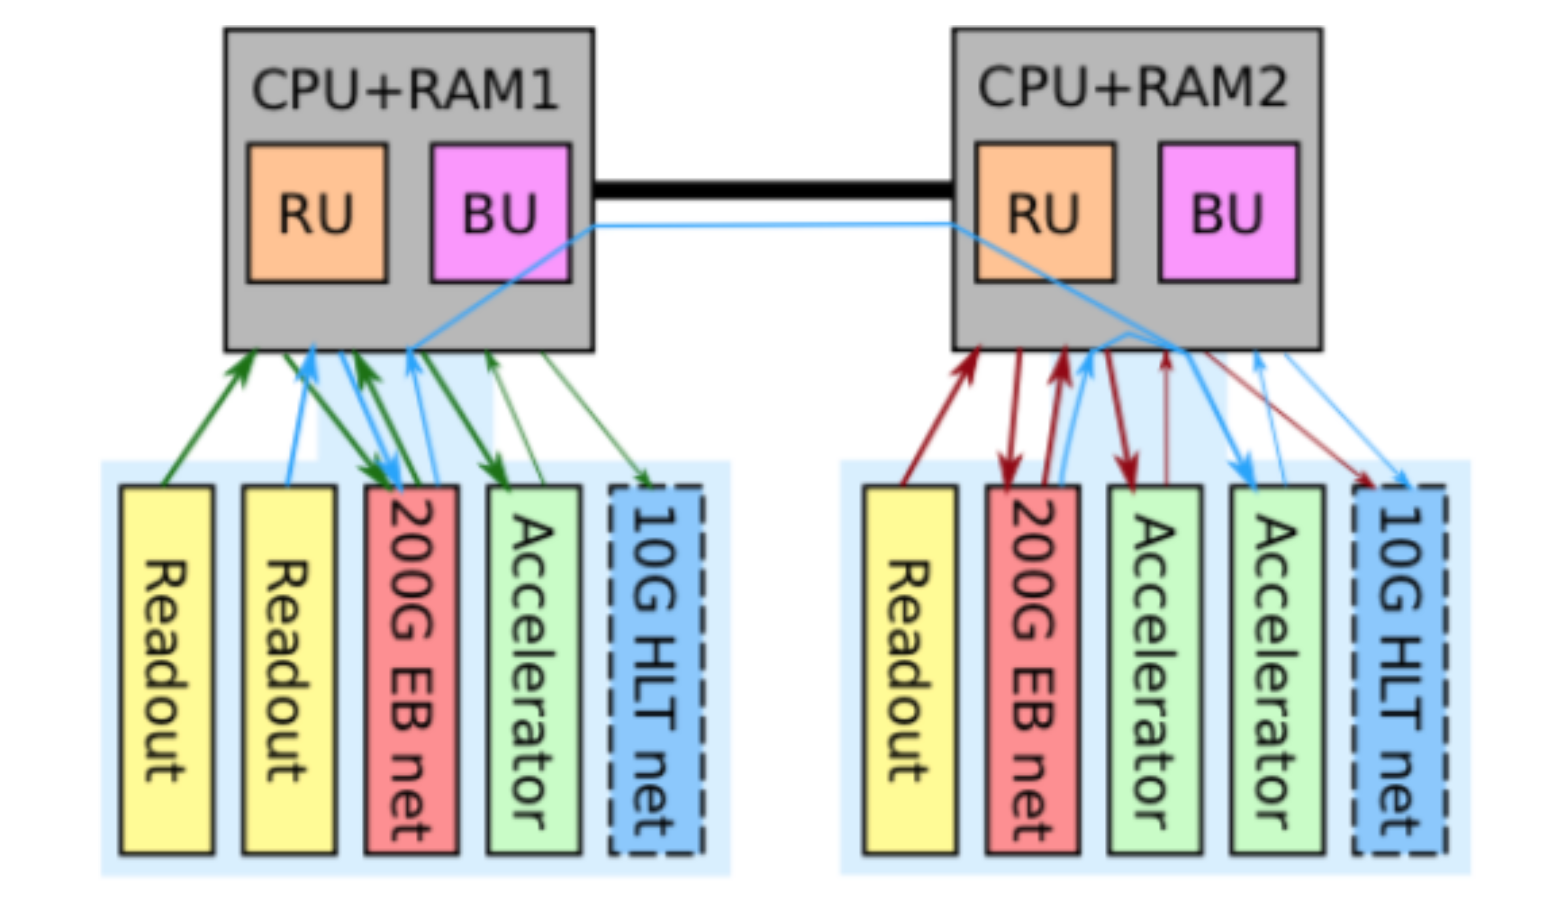 CPU+RAM1
RU
BU
CPU+RAM2
RU
BU
Readout
Readout
200G EB net
Accelerator
10G HLT net
Readout
200G EB net
Accelerator
Accelerator
10G HLT net